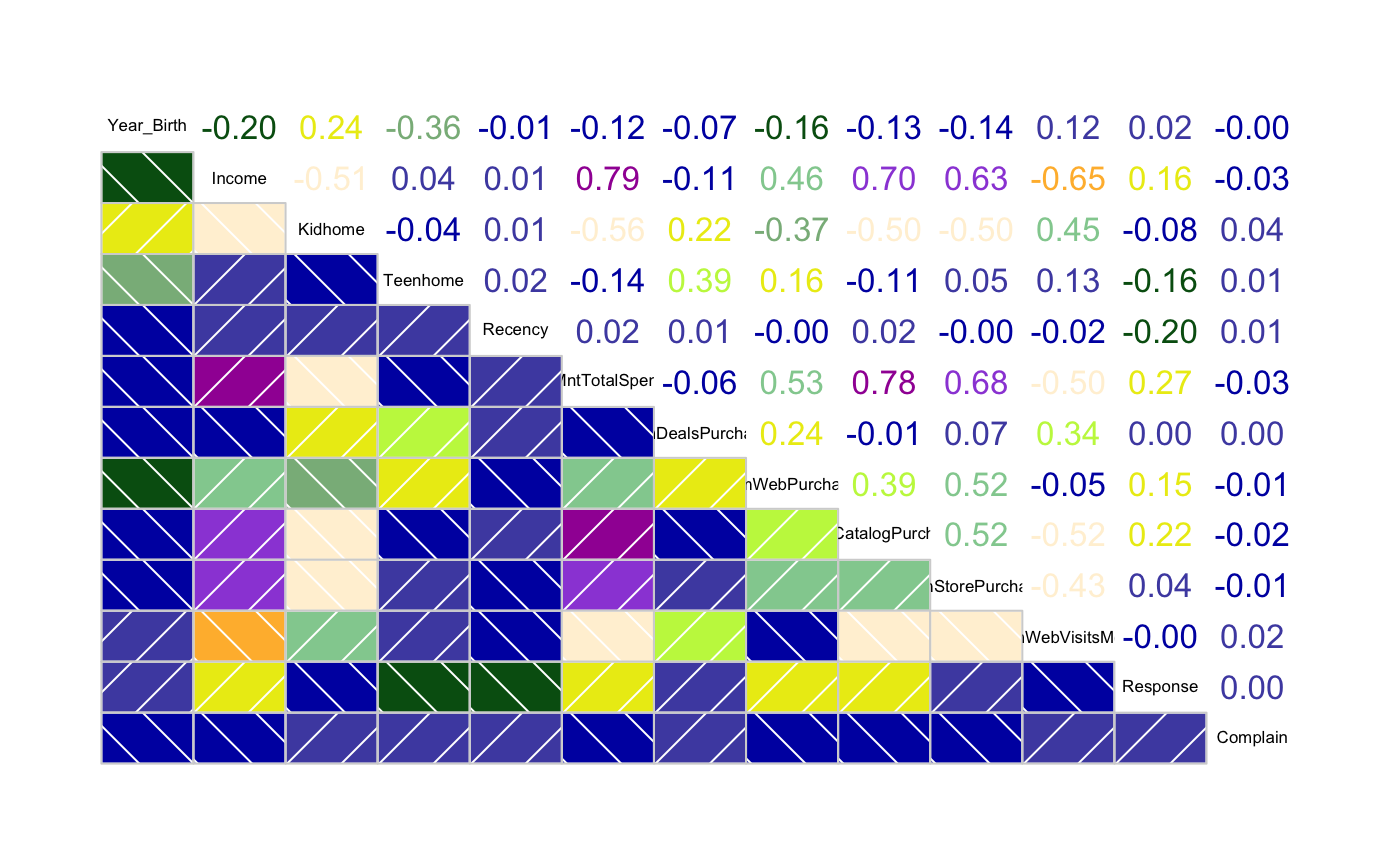 Year_Birth -0.20 0.24 -0.36 -0.01 -0.12 -0.07 -0.16 -0.13 -0.14 0.12 0.02 -0.00
Income -0.51 0.04 0.01 0.79 -0.11 0.46 0.70 0.63 -0.65 0.16 -0.03
Kidhome -0.04 0.01 -0.56 0.22 -0.37 -0.50 -0.50 0.45 -0.08 0.04
Teenhome 0.02 -0.14 0.39 0.16 -0.11 0.05 0.13 -0.16 0.01
Recency 0.02 0.01 -0.00 0.02 -0.00 -0.02 -0.20 0.01
MntTotalSper -0.06 0.53 0.78 0.68 -0.50 0.27 -0.03
DealsPurcha 0.24 -0.01 0.07 0.34 0.00 0.00
WebPurcha 0.39 0.52 -0.05 0.15 -0.01
CatalogPurch 0.52 -0.52 0.22 -0.02
StorePurcha -0.43 0.04 -0.01
WebVisitsM -0.00 0.02
Response 0.00
Complain